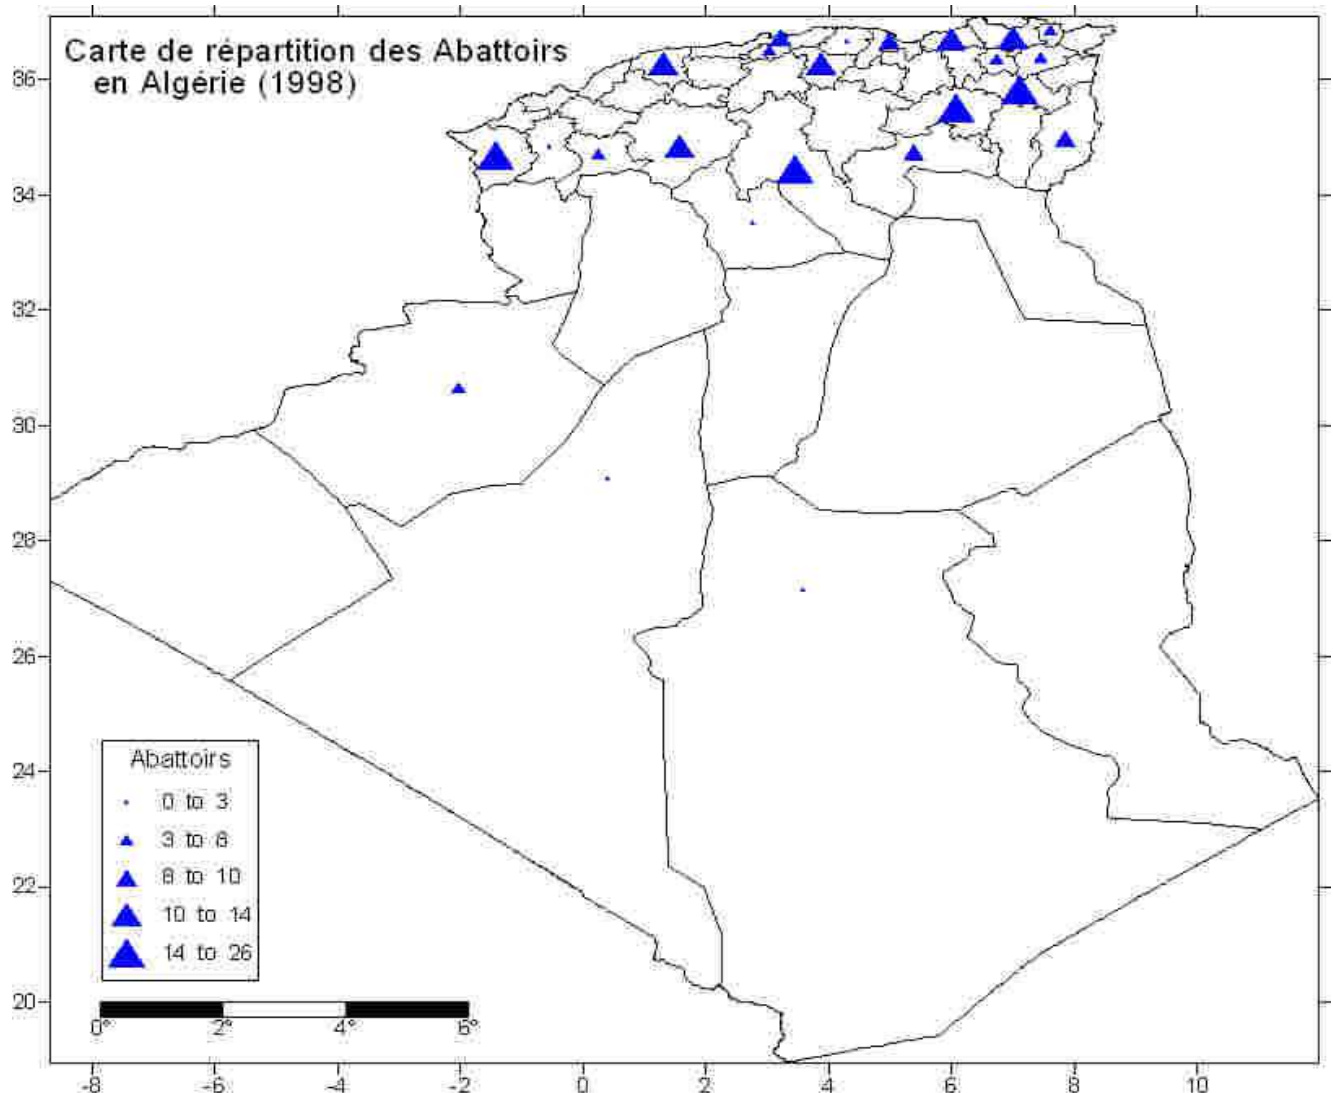 Carte de répartition des Abattoirs
en Algérie (1998)
36
34
32
30
28
26
24
22
20
Abattoirs
0 to 3
3 to 8
8 to 10
10 to 14
14 to 26
0° 2° 4° 6°
-8 -6 -4 -2 0 2 4 6 8 10